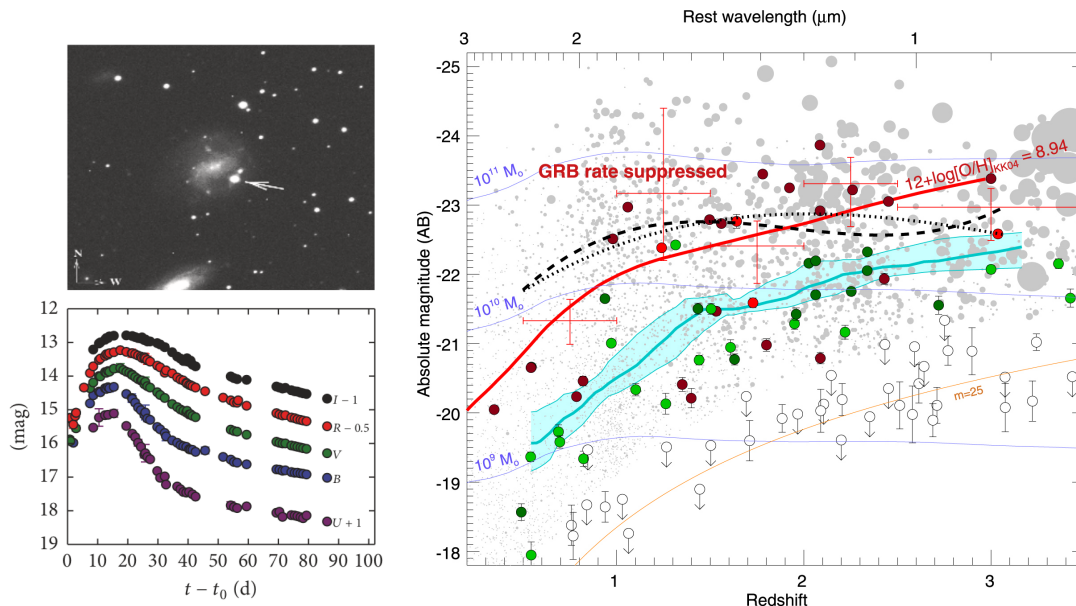 N
W
12
13
14
15
16
17
18
19
(mag)
I − 1
R − 0.5
V
B
U + 1
0 10 20 30 40 50 60 70 80 90 100
t − t₀ (d)
Rest wavelength (μm)
3 2 1
-25
-24
-23
-22
-21
-20
-19
-18
Absolute magnitude (AB)
GRB rate suppressed
12+log[O/H]KK04 = 8.94
10¹¹ M₀
10¹⁰ M₀
10⁹ M₀
m=25
1 2 3
Redshift